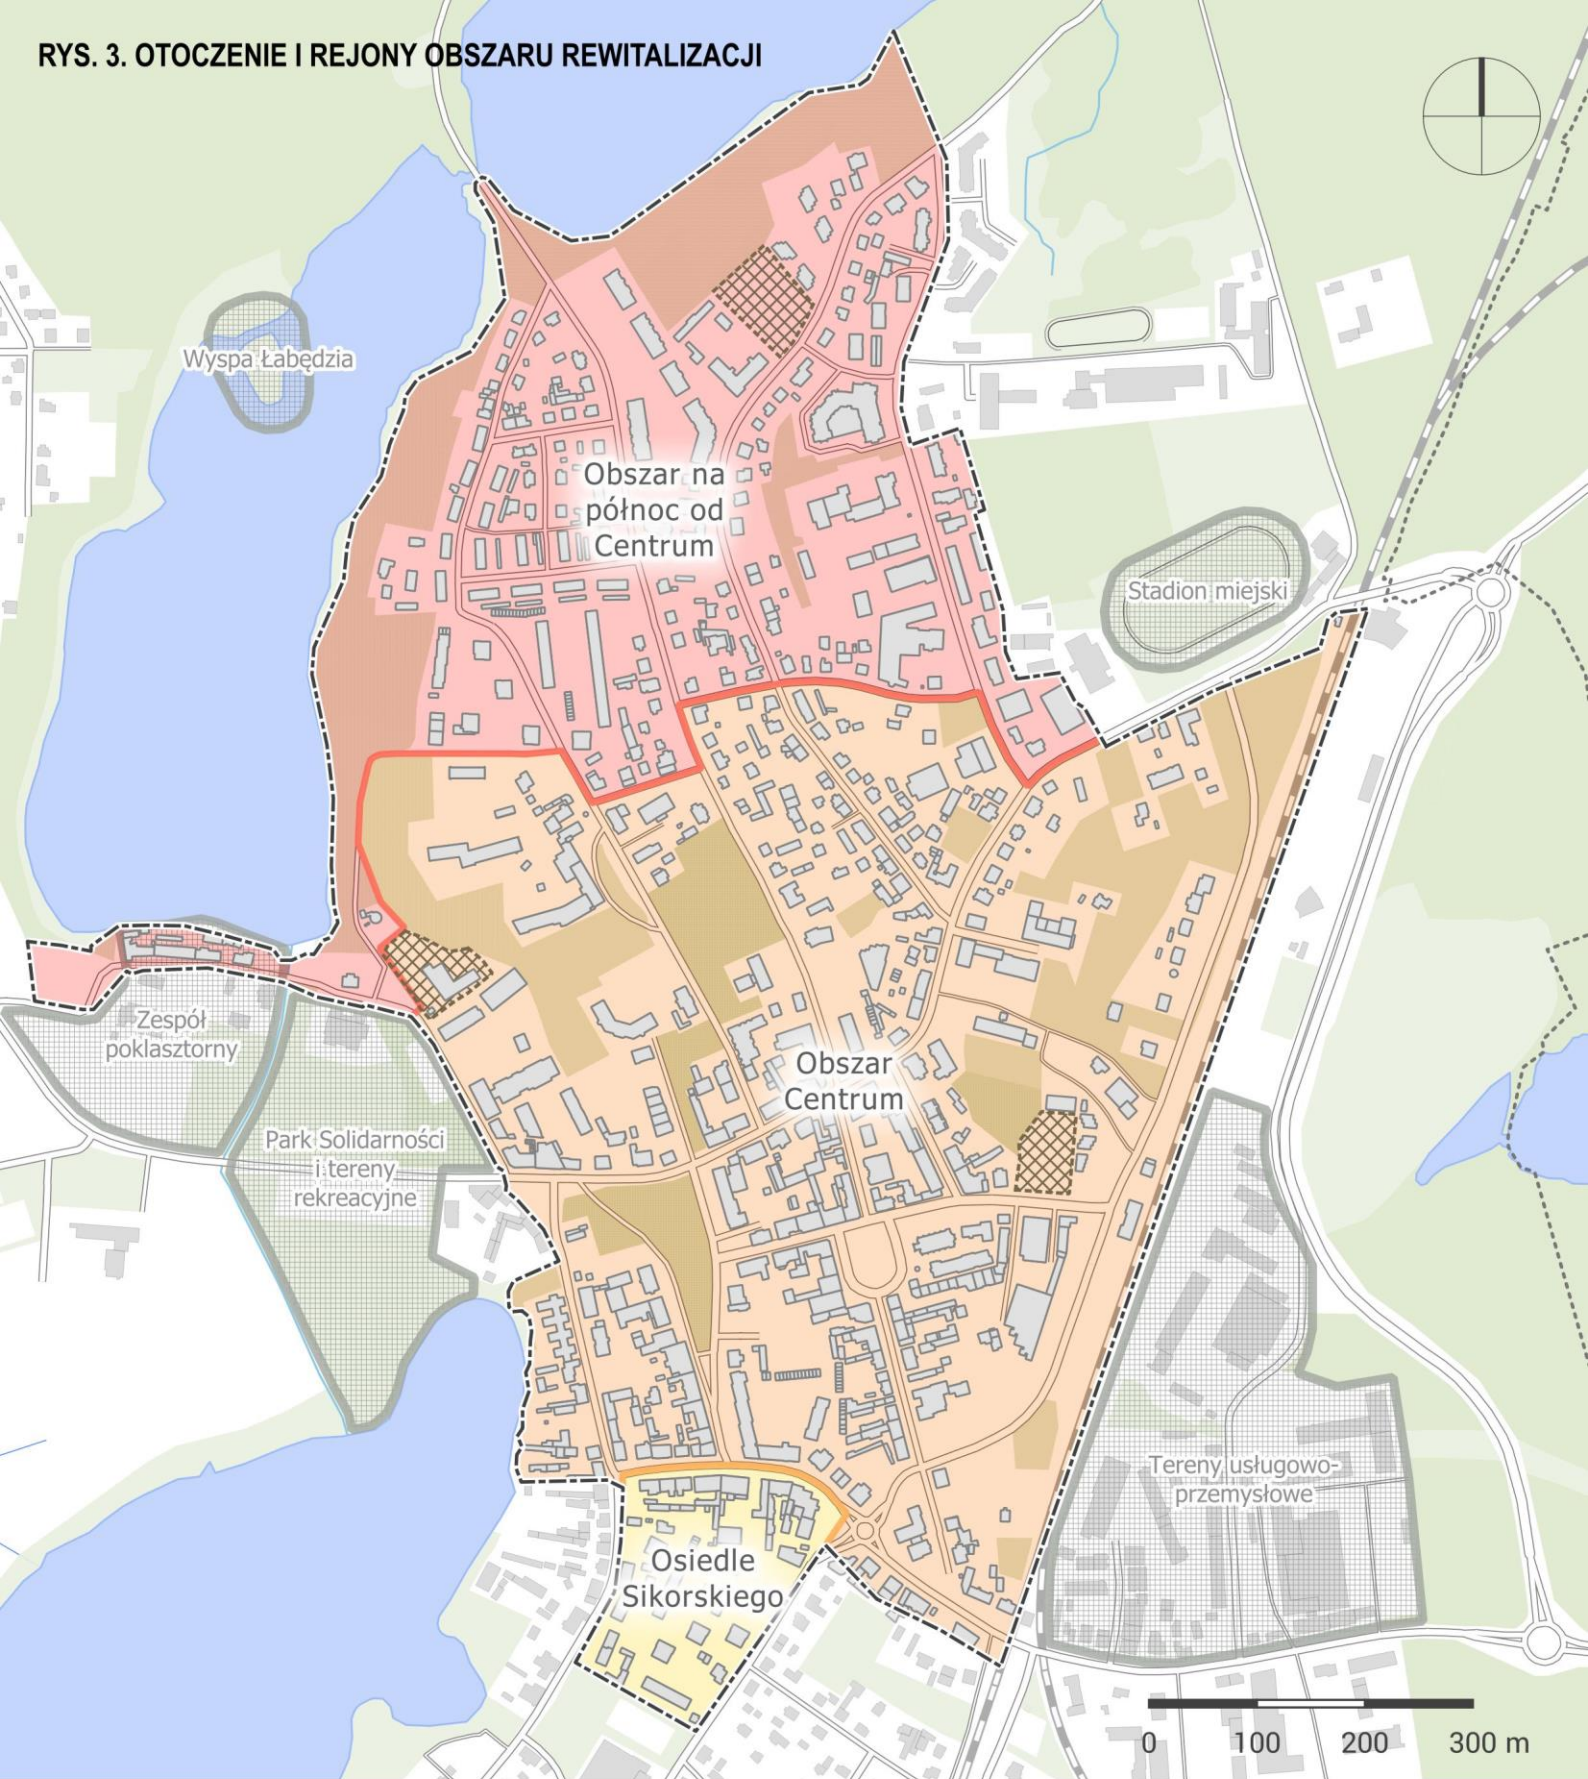 RYS. 3. OTOCZENIE I REJONY OBSZARU REWITALIZACJI
Wyspa Łabędzia
Obszar na
północ od
Centrum
Stadion miejski
Zespół
poklasztorny
Obszar
Centrum
Park Solidarności
i tereny
rekreacyjne
Tereny usługowo-
przemysłowe
Osiedle
Sikorskiego
0 100 200 300 m